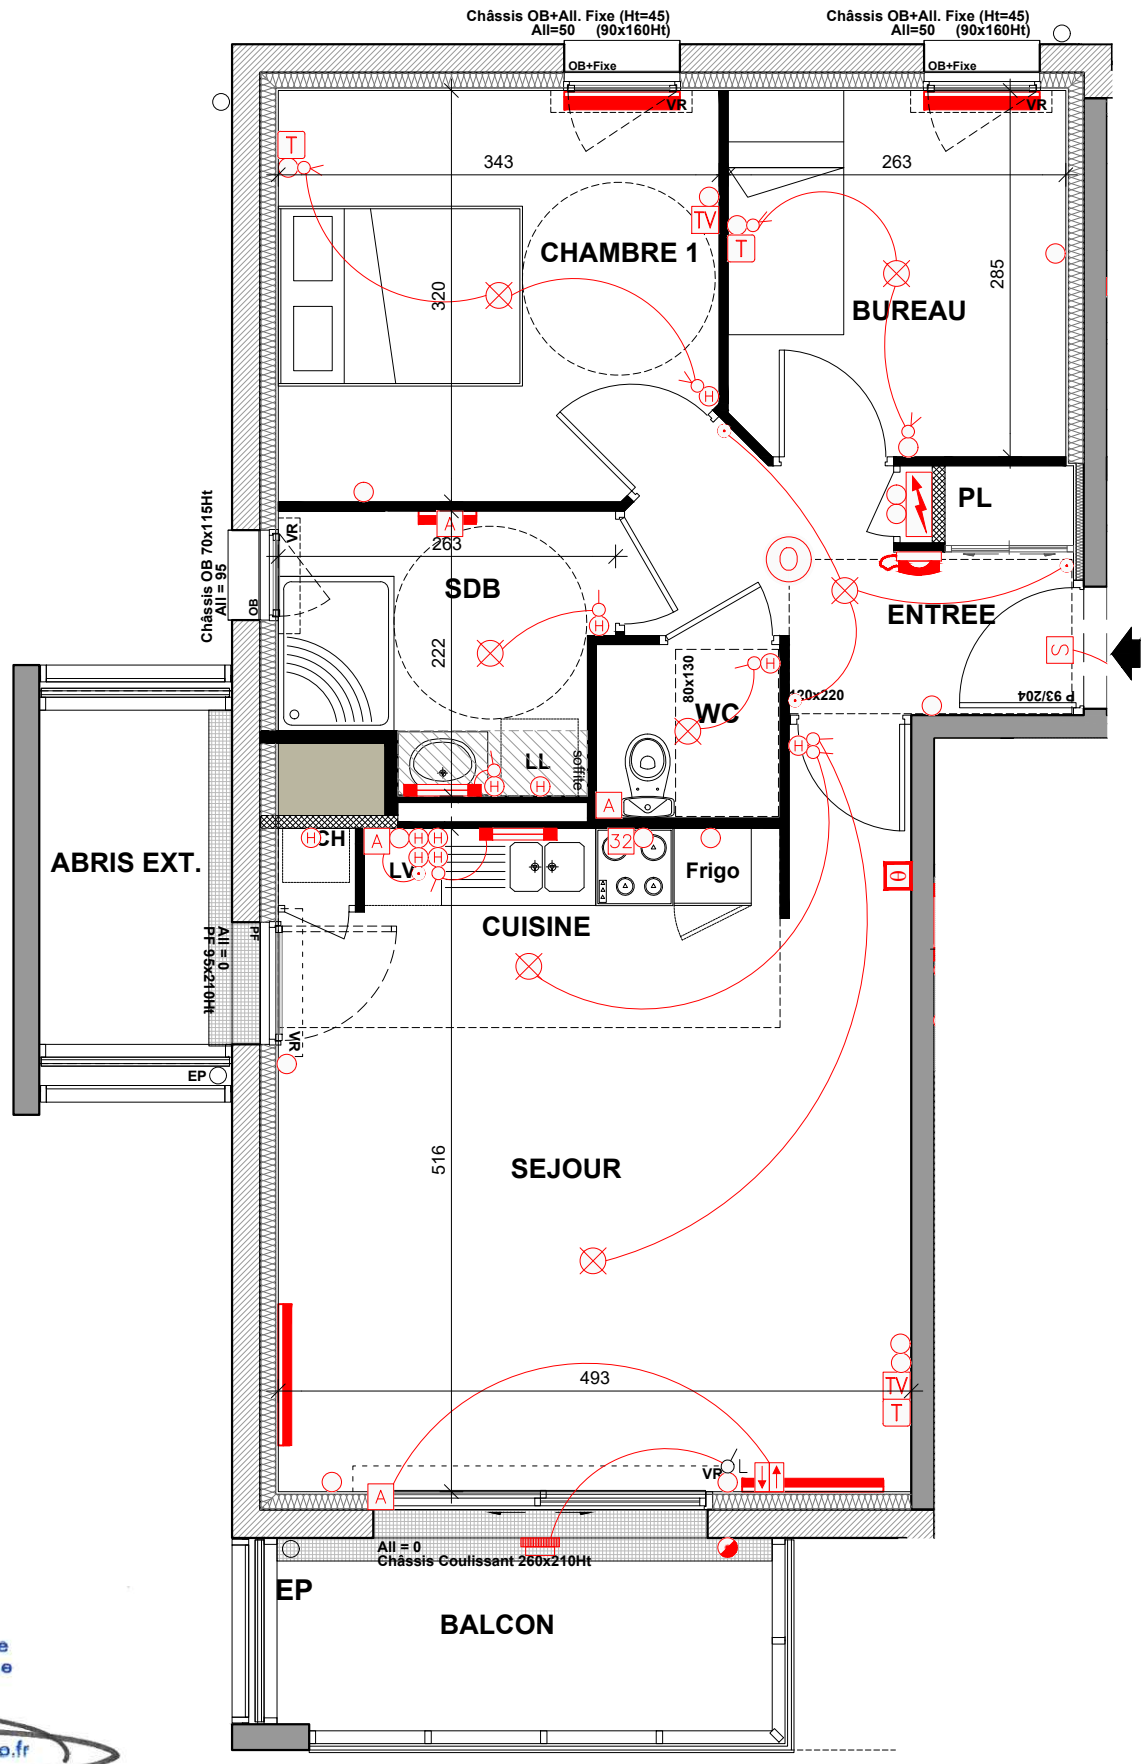 Châssis OB+All. Fixe (Ht=45)
All=50 (90x160Ht)
Châssis OB+All. Fixe (Ht=45)
All=50 (90x160Ht)
OB+Fixe
OB+Fixe
VR
VR
T
343
263
TV
T
CHAMBRE 1
320
285
BUREAU
H
Châssis OB 70x115Ht
All = 95
OB
VR
A
263
PL
SDB
O
ENTREE
H
222
S
80x130
H
120x220
P 93/204
WC
H
LL
soffite
H
H
A
ABRIS EXT.
H
CH
A
H
H
H
H
LV
32
Frigo
θ
CUISINE
All = 0
PF 95x210Ht
PF
VR
EP
516
SEJOUR
493
TV
T
VR
L
A
All = 0
Châssis Coulissant 260x210Ht
EP
BALCON
e
e
o.fr